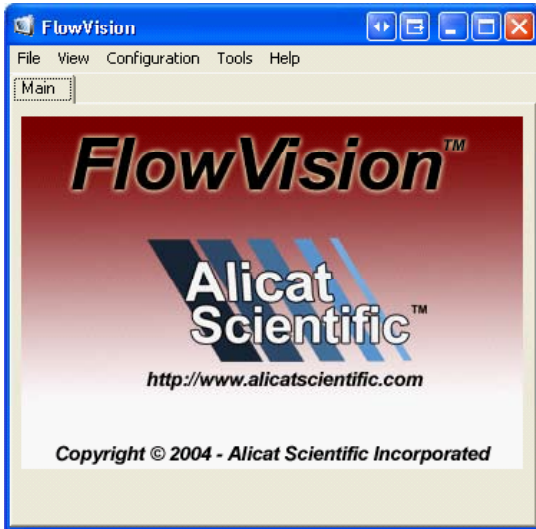 FlowVision
File View Configuration Tools Help
Main
FlowVision™
Alicat
Scientific™
http://www.alicatscientific.com
Copyright © 2004 - Alicat Scientific Incorporated